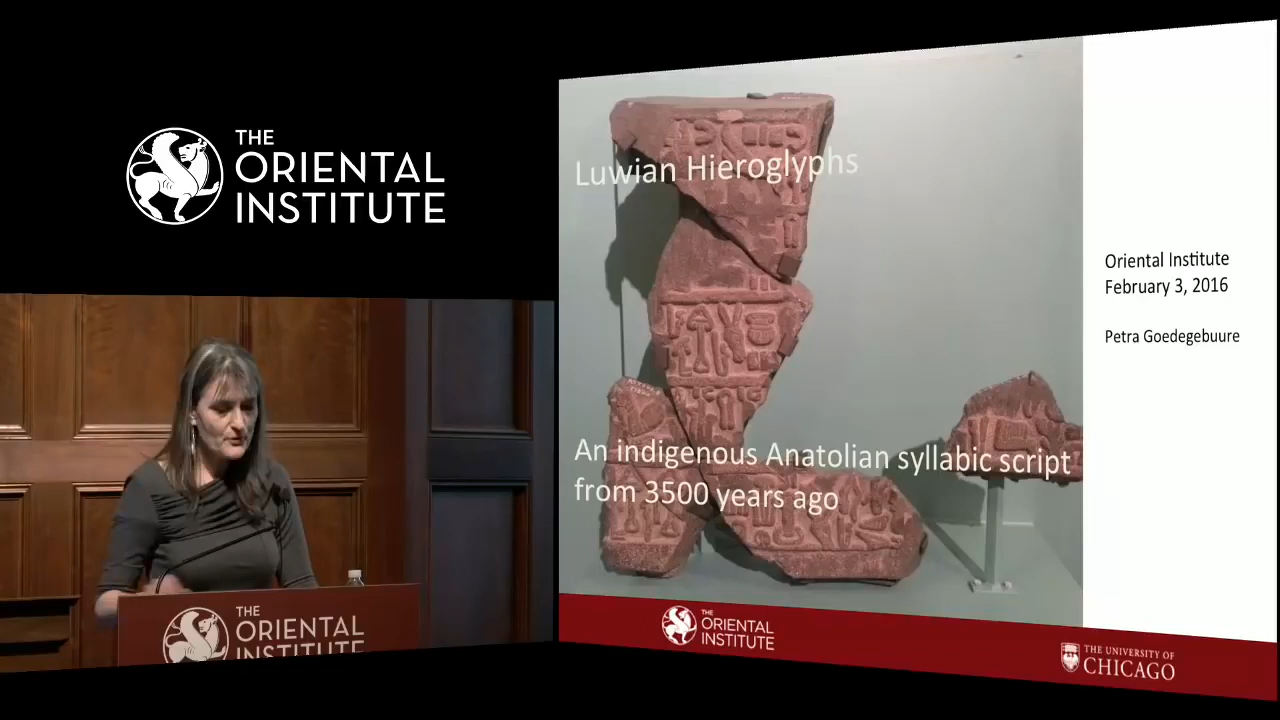 THE
ORIENTAL
INSTITUTE
Luwian Hieroglyphs
An indigenous Anatolian syllabic script
from 3500 years ago
Oriental Institute
February 3, 2016
Petra Goedegebuure
THE
ORIENTAL
INSTITUTE
THE
ORIENTAL
INSTITUTE
THE UNIVERSITY OF
CHICAGO